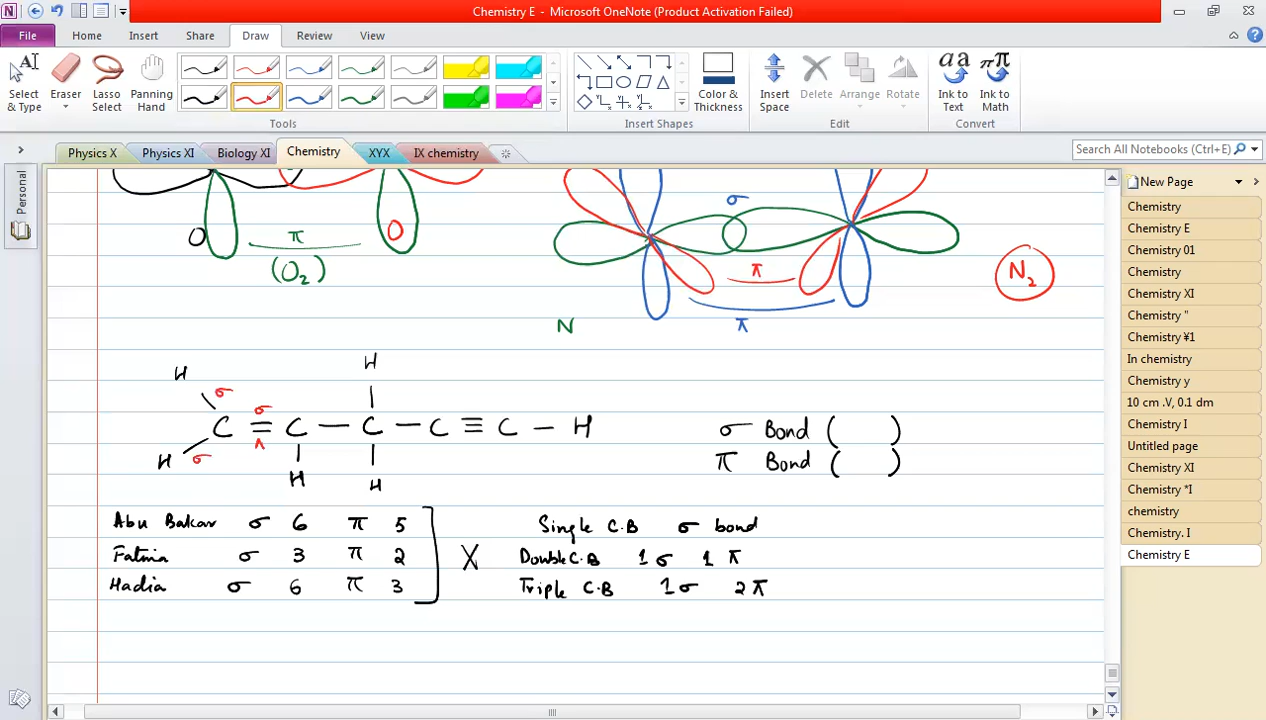 Chemistry E - Microsoft OneNote (Product Activation Failed)
File Home Insert Share Draw Review View
Select & Type
Eraser
Lasso Select
Panning Hand
Color & Thickness
Insert Space
Delete
Arrange
Rotate
Ink to Text
Ink to Math
Tools
Insert Shapes
Edit
Convert
Physics X Physics XI Biology XI Chemistry XYX IX chemistry
Search All Notebooks (Ctrl+E)
Personal
New Page
Chemistry
Chemistry E
Chemistry 01
Chemistry
Chemistry XI
Chemistry "
Chemistry ¥1
In chemistry
Chemistry y
10 cm .V, 0.1 dm
Chemistry I
Untitled page
Chemistry XI
Chemistry *I
chemistry
Chemistry. I
Chemistry E
σ
O π O
(O₂)
π
N₂
π
N
H H
σ
σ
C = C — C — C ≡ C — H
π
H σ
H H
σ Bond ( )
π Bond ( )
Abu Bakar σ 6 π 5
Fatma σ 3 π 2
Hadia σ 6 π 3
X
Single C.B σ bond
Double C.B 1 σ 1 π
Triple C.B 1 σ 2 π